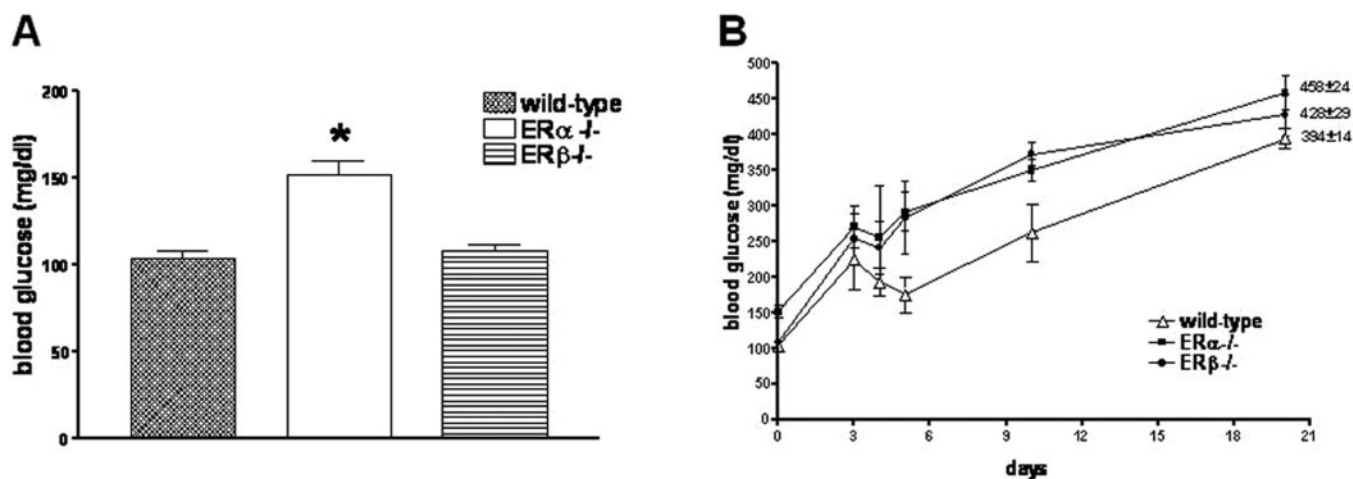 A
blood glucose (mg/dl)
200
150
100
50
0
*
wild-type
ERα -/-
ERβ-/-
B
blood glucose (mg/dl)
500
450
400
350
300
250
200
150
100
50
0
458±24
428±29
394±14
wild-type
ERα-/-
ERβ-/-
0
3
6
9
12
15
18
21
days